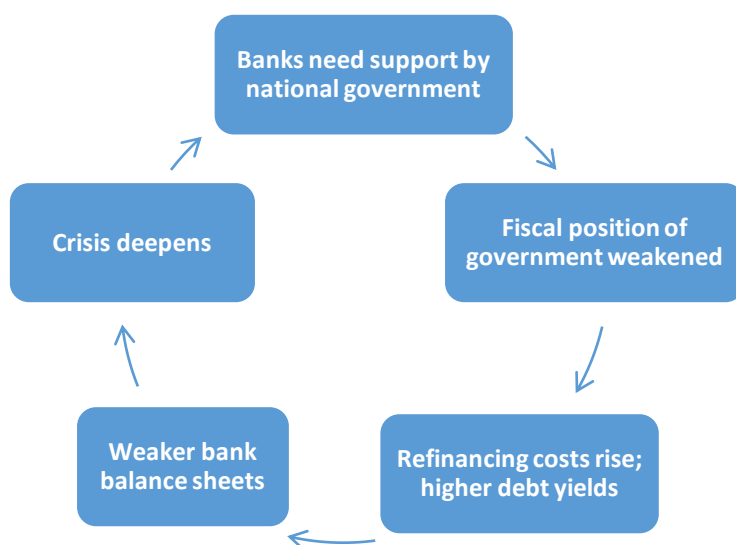 Banks need support by
national government
Fiscal position of
government weakened
Refinancing costs rise;
higher debt yields
Weaker bank
balance sheets
Crisis deepens